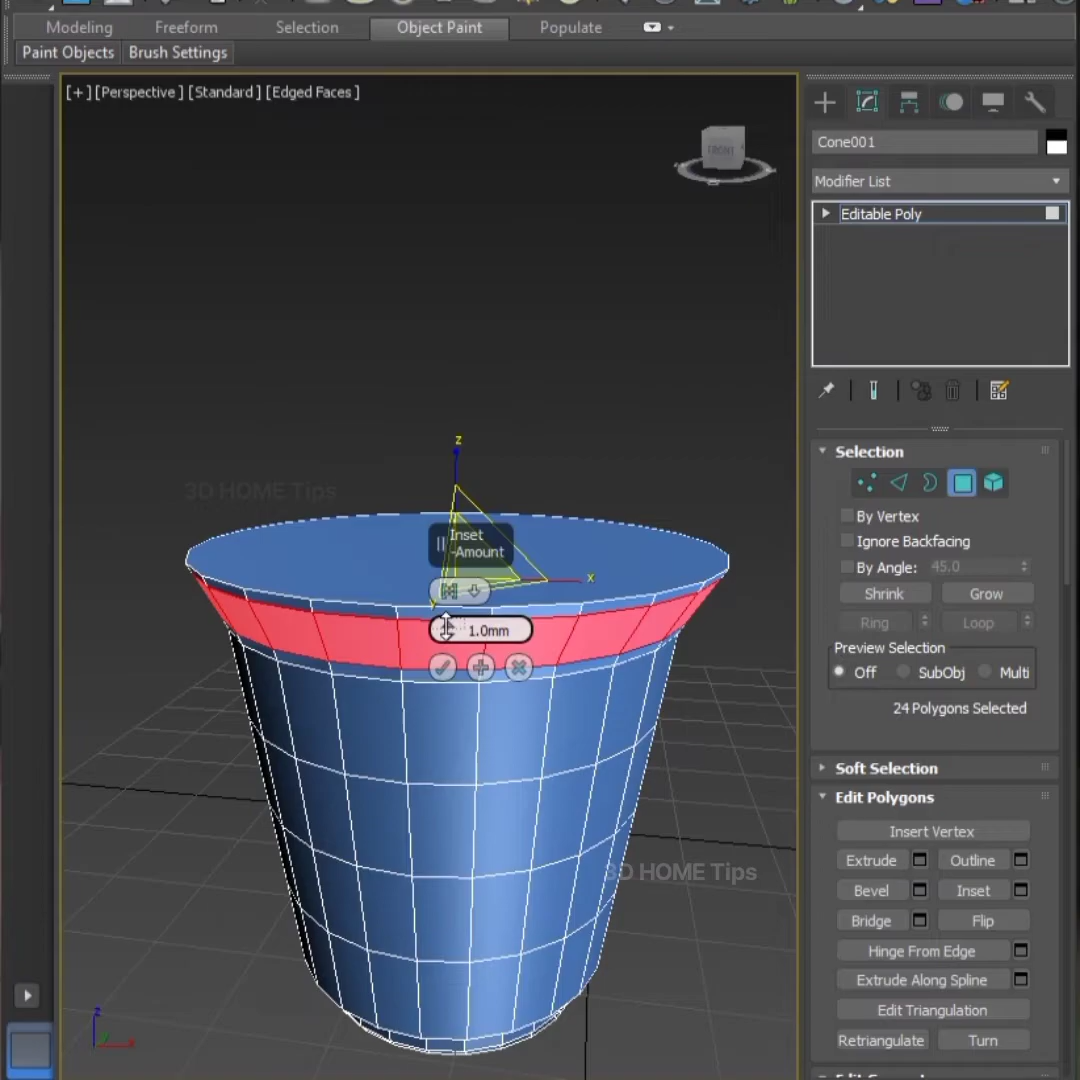 Modeling Freeform Selection Object Paint Populate
Paint Objects Brush Settings
[+] [Perspective ] [Standard ] [Edged Faces ]
FRONT
Cone001
Modifier List
Editable Poly
Selection
By Vertex
Ignore Backfacing
By Angle: 45.0
Shrink Grow
Ring Loop
Preview Selection
Off SubObj Multi
24 Polygons Selected
Soft Selection
Edit Polygons
Insert Vertex
Extrude Outline
Bevel Inset
Bridge Flip
Hinge From Edge
Extrude Along Spline
Edit Triangulation
Retriangulate Turn
z
3D HOME Tips
Inset
-Amount
x
y
1.0mm
3D HOME Tips
z
y
x